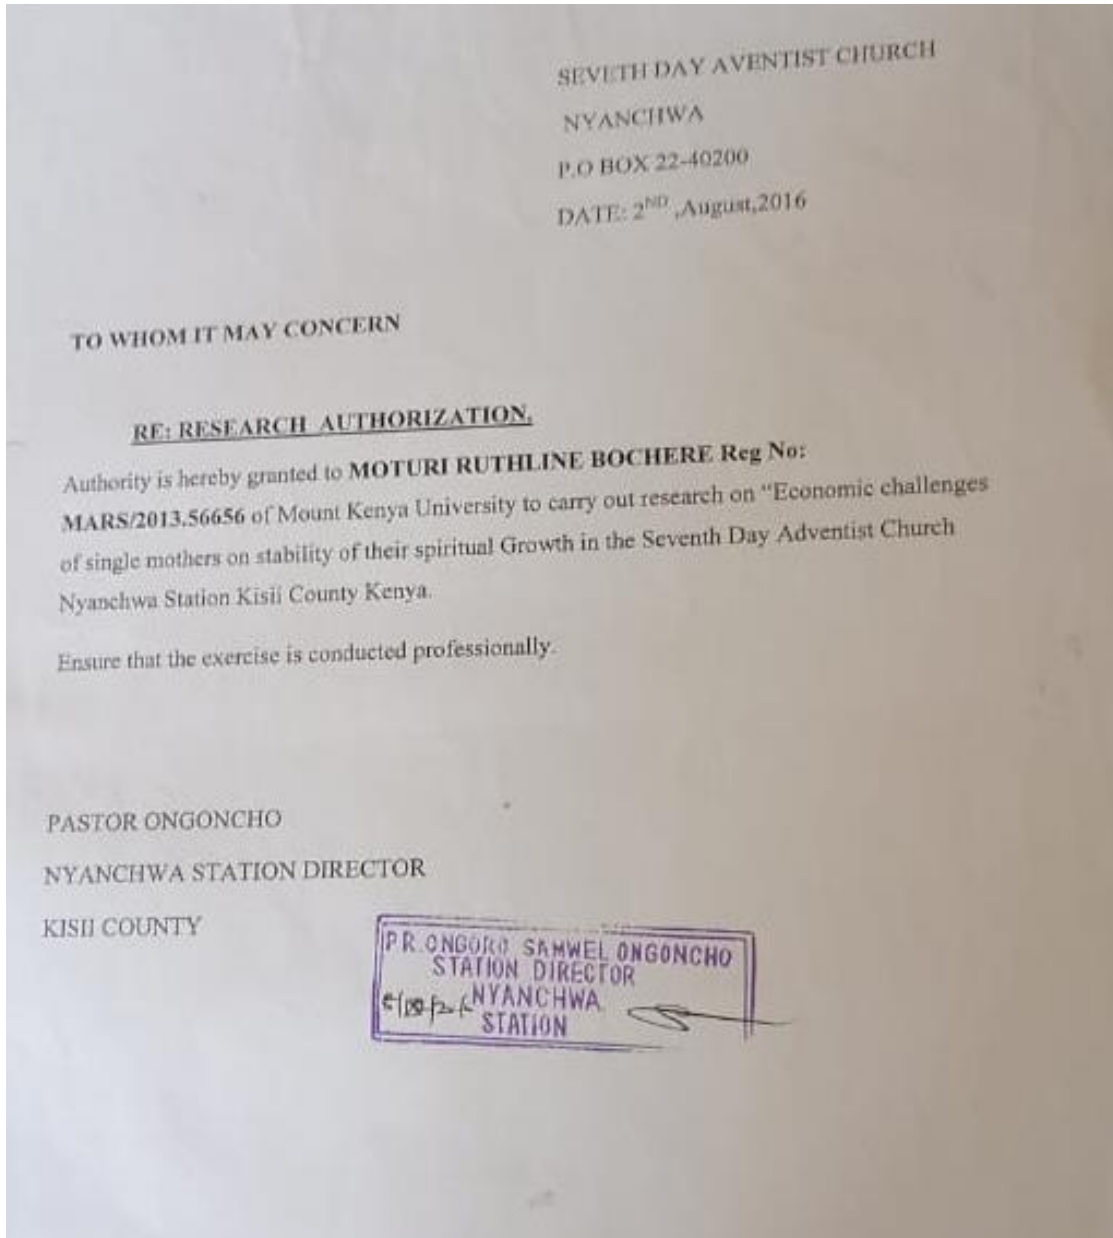 SEVETH DAY AVENTIST CHURCH
NYANCHWA
P.O BOX 22-40200
DATE: 2ND ,August,2016
TO WHOM IT MAY CONCERN
RE: RESEARCH AUTHORIZATION.
Authority is hereby granted to MOTURI RUTHLINE BOCHERE Reg No:
MARS/2013.56656 of Mount Kenya University to carry out research on “Economic challenges
of single mothers on stability of their spiritual Growth in the Seventh Day Adventist Church
Nyanchwa Station Kisii County Kenya.
Ensure that the exercise is conducted professionally.
PASTOR ONGONCHO
NYANCHWA STATION DIRECTOR
KISII COUNTY
PR. ONGORO SAMWEL ONGONCHO
STATION DIRECTOR
NYANCHWA
STATION